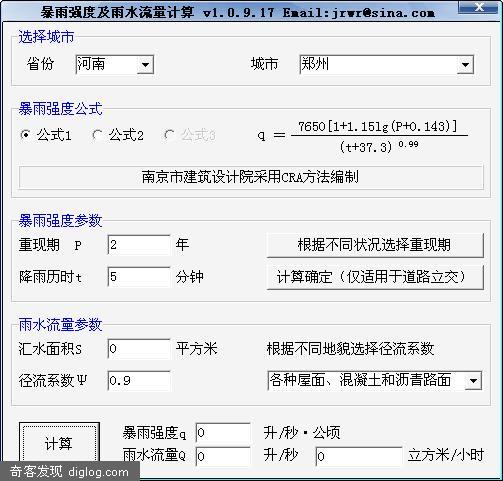 暴雨强度及雨水流量计算 v1.0.9.17 Email:jrwr@sina.com
选择城市
省份 河南 城市 郑州
暴雨强度公式
公式1 公式2 公式3 q = 7650[1+1.15lg(P+0.143)] / (t+37.3)^0.99
南京市建筑设计院采用CRA方法编制
暴雨强度参数
重现期 P 2 年 根据不同状况选择重现期
降雨历时t 5 分钟 计算确定（仅适用于道路立交）
雨水流量参数
汇水面积S 0 平方米 根据不同地貌选择径流系数
径流系数Ψ 0.9 各种屋面、混凝土和沥青路面
计算
暴雨强度q 0 升/秒·公顷
雨水流量Q 0 升/秒 0 立方米/小时
奇客发现 diglog.com